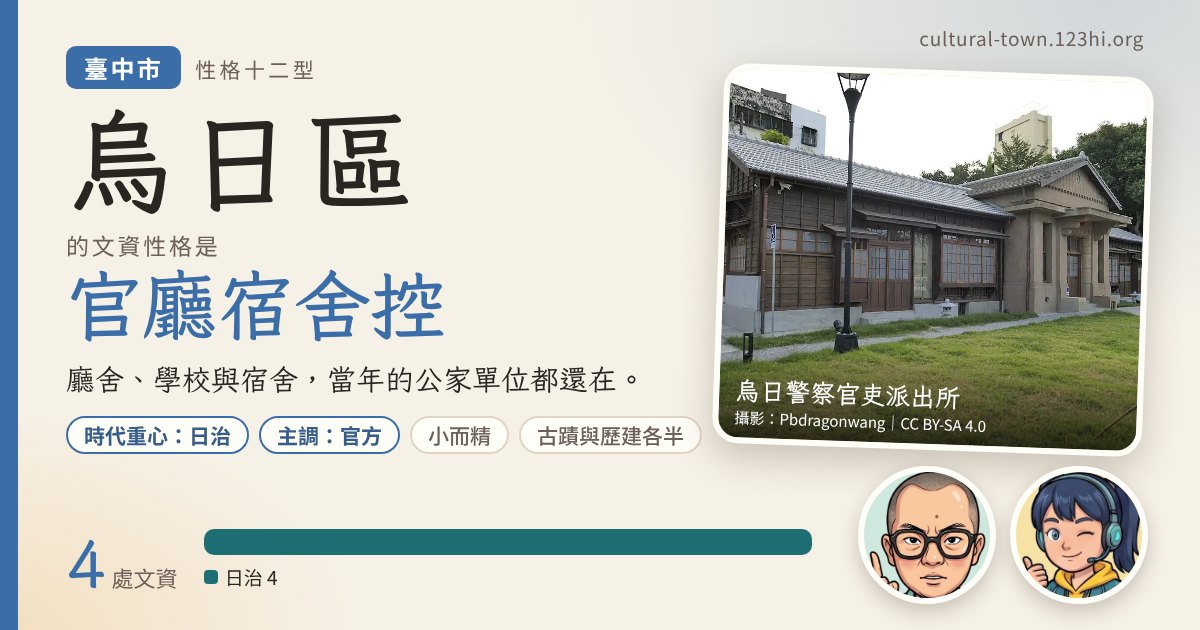 cultural-town.123hi.org
臺中市 性格十二型
烏日區
的文資性格是
官廳宿舍控
廳舍、學校與宿舍，當年的公家單位都還在。
時代重心：日治 主調：官方 小而精 古蹟與歷建各半
烏日警察官吏派出所
攝影：Pbdragonwang｜CC BY-SA 4.0
4 處文資
日治 4